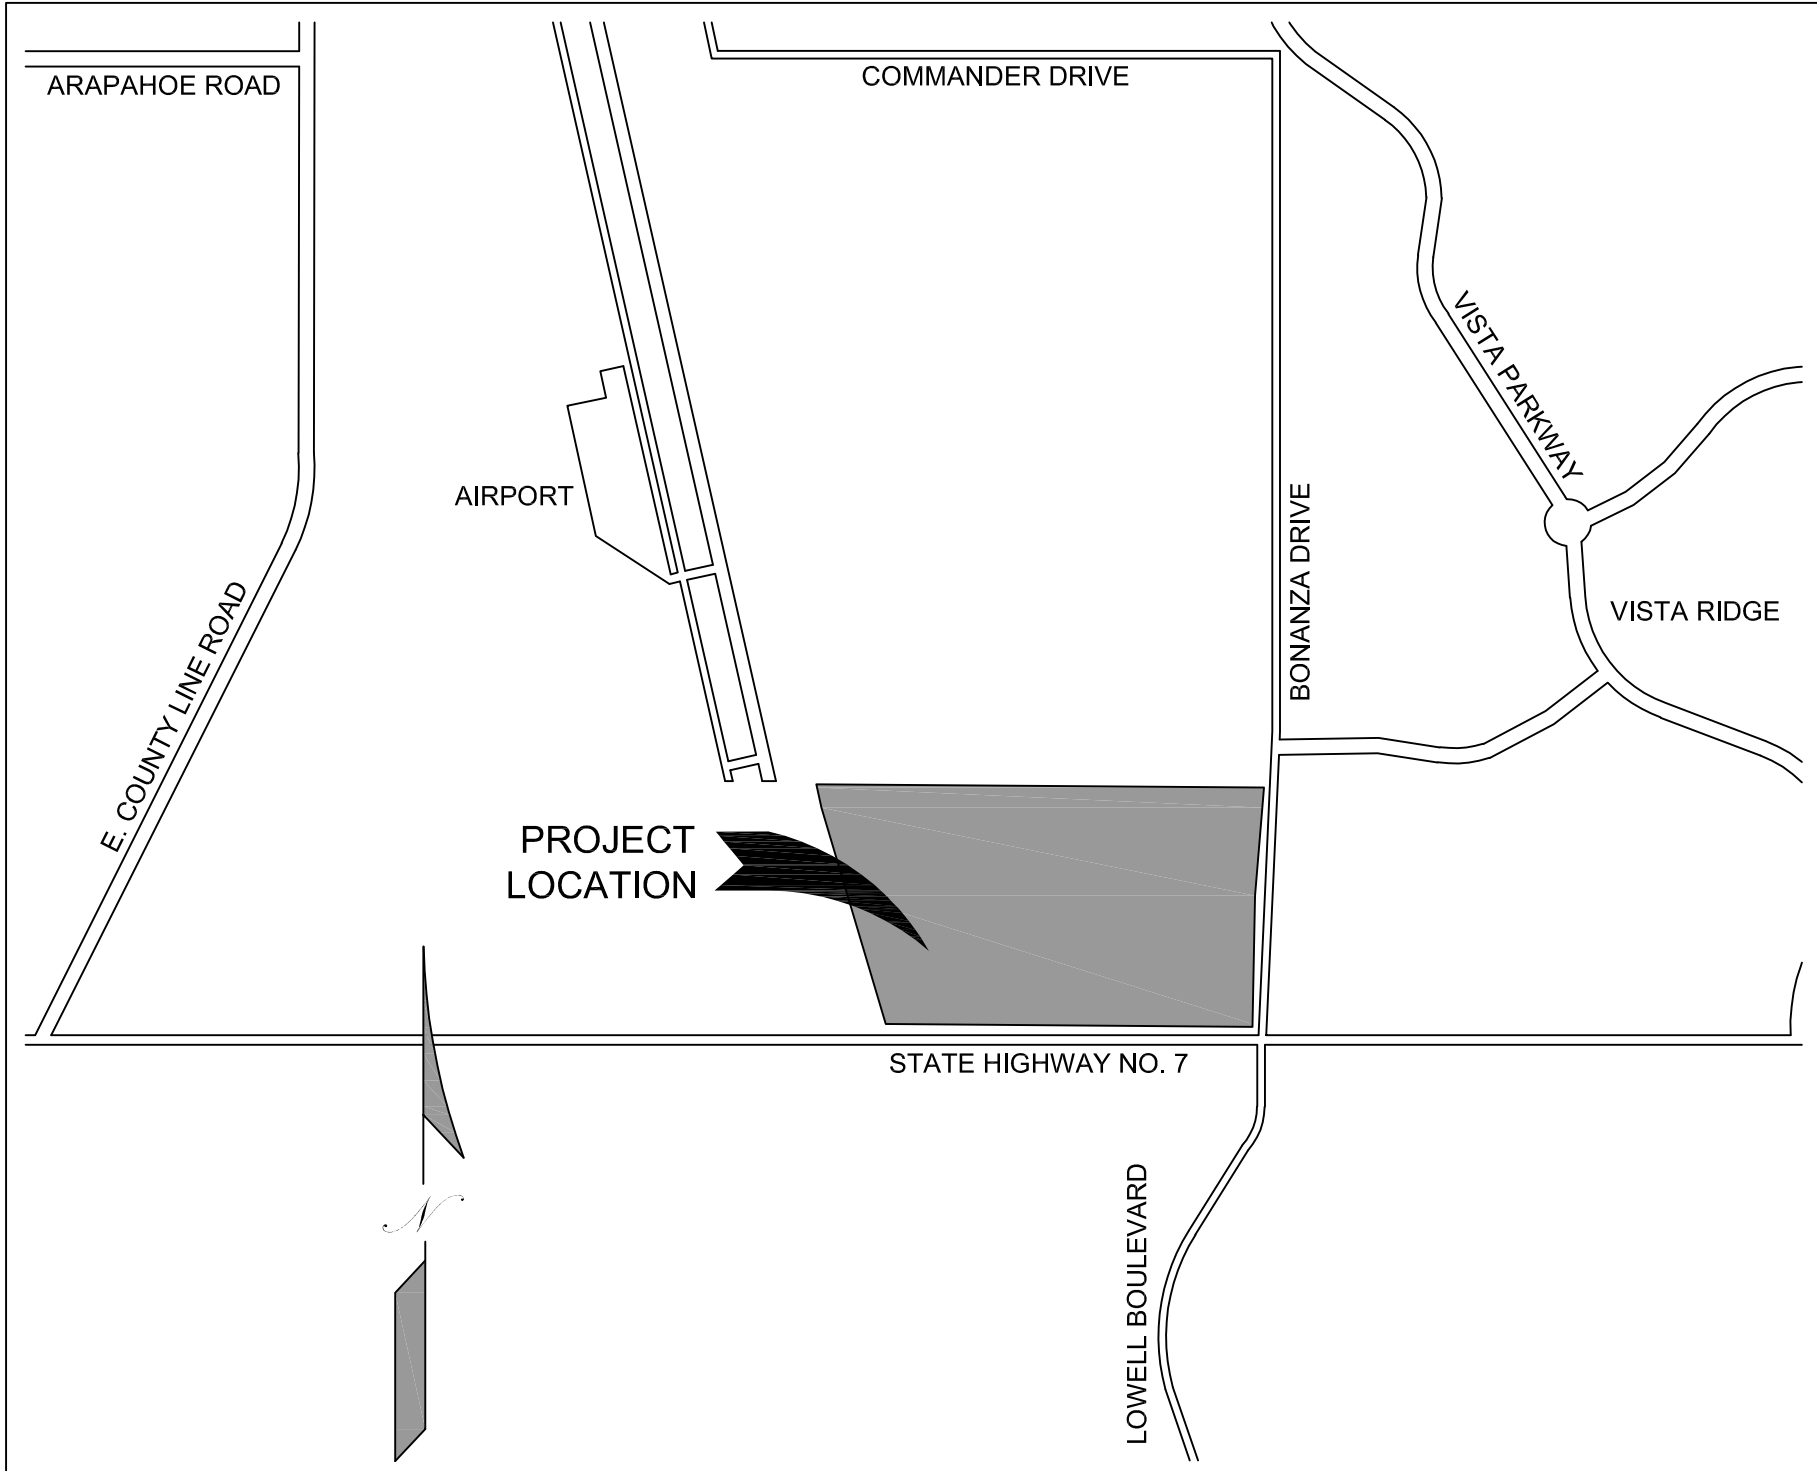 ARAPAHOE ROAD
COMMANDER DRIVE
VISTA PARKWAY
AIRPORT
BONANZA DRIVE
VISTA RIDGE
E. COUNTY LINE ROAD
PROJECT
LOCATION
STATE HIGHWAY NO. 7
LOWELL BOULEVARD
N